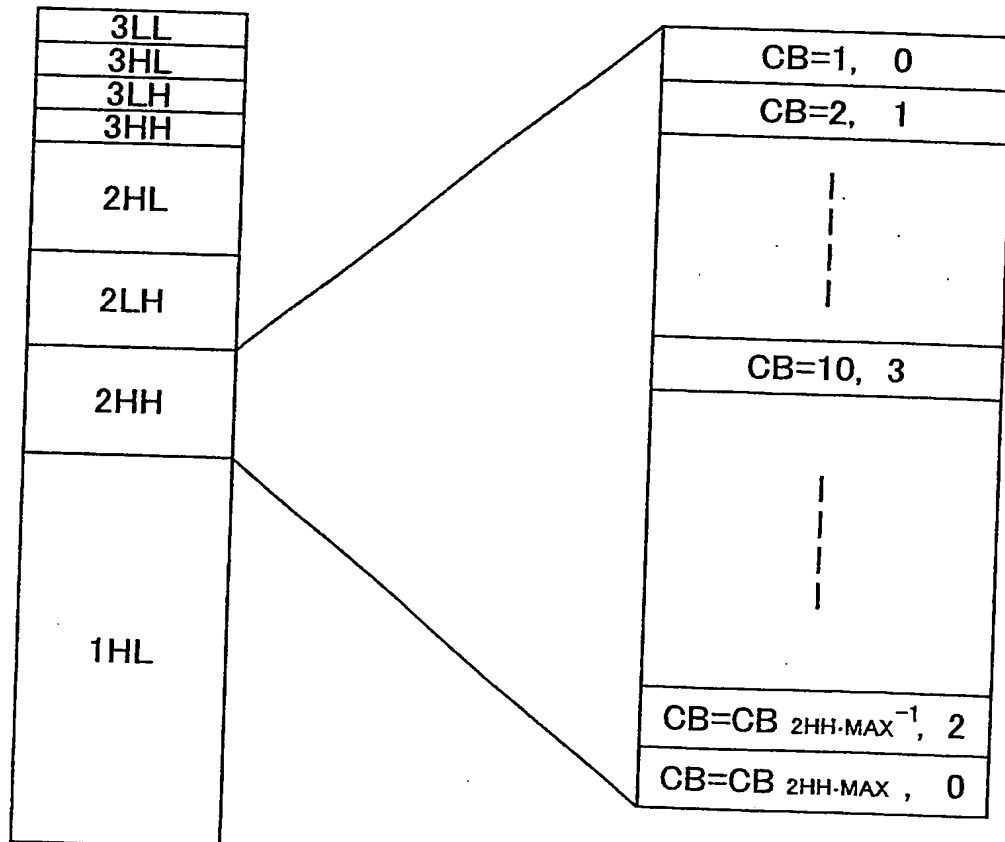 3LL
3HL
3LH
3HH
2HL
2LH
2HH
1HL
CB=1, 0
CB=2, 1
CB=10, 3
CB=CB 2HH·MAX -1, 2
CB=CB 2HH·MAX , 0